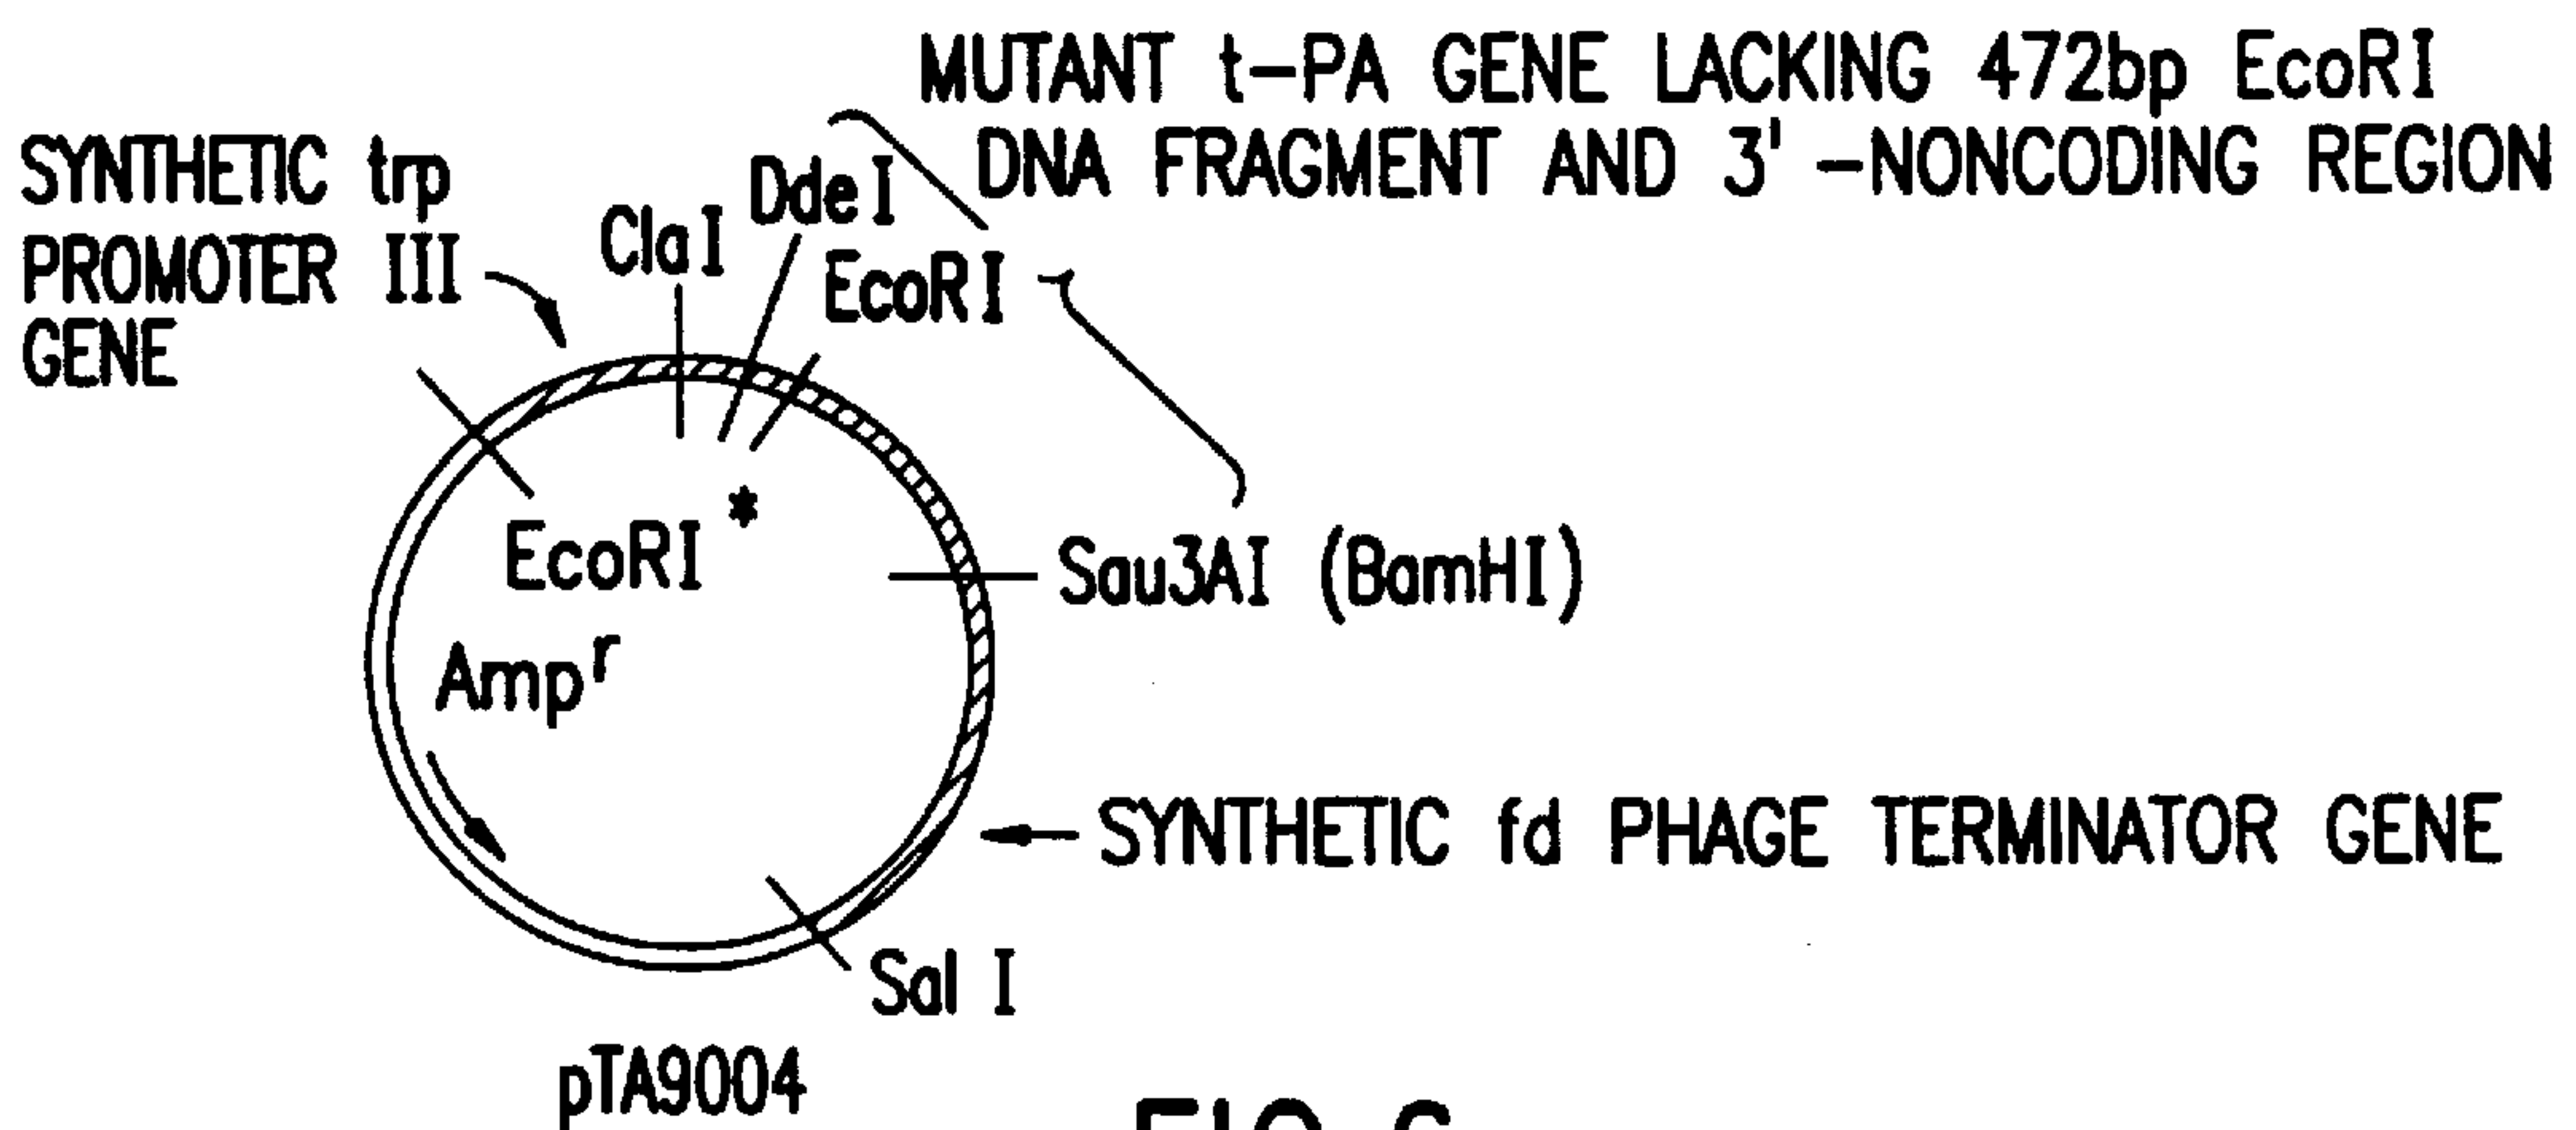 MUTANT t-PA GENE LACKING 472bp EcoRI
DNA FRAGMENT AND 3'-NONCODING REGION
SYNTHETIC trp
PROMOTER III
GENE
ClaI
DdeI
EcoRI
EcoRI*
Sau3AI (BamHI)
Amp^r
SYNTHETIC fd PHAGE TERMINATOR GENE
Sal I
pTA9004